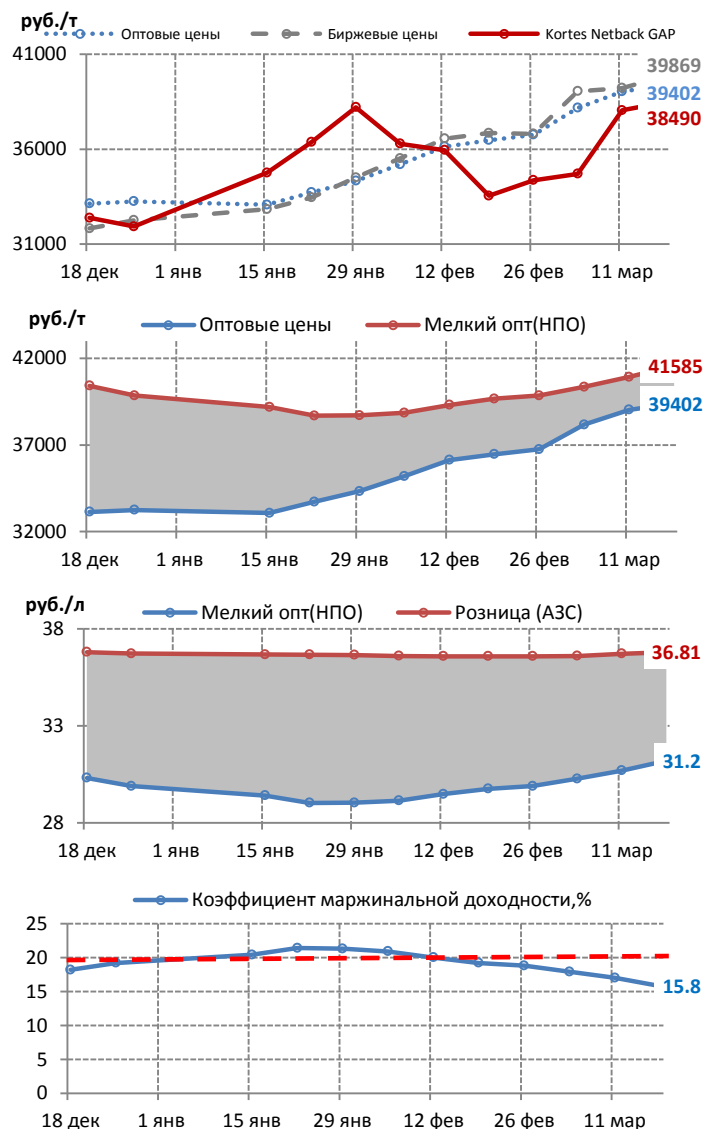 руб./т
Оптовые цены Биржевые цены Kortes Netback GAP
41000
39869
39402
38490
36000
31000
18 дек 1 янв 15 янв 29 янв 12 фев 26 фев 11 мар
руб./т
Оптовые цены Мелкий опт(НПО)
42000
41585
39402
37000
32000
18 дек 1 янв 15 янв 29 янв 12 фев 26 фев 11 мар
руб./л
Мелкий опт(НПО) Розница (АЗС)
38
36.81
33
31.2
28
18 дек 1 янв 15 янв 29 янв 12 фев 26 фев 11 мар
Коэффициент маржинальной доходности,%
25
20
15.8
15
10
5
0
18 дек 1 янв 15 янв 29 янв 12 фев 26 фев 11 мар